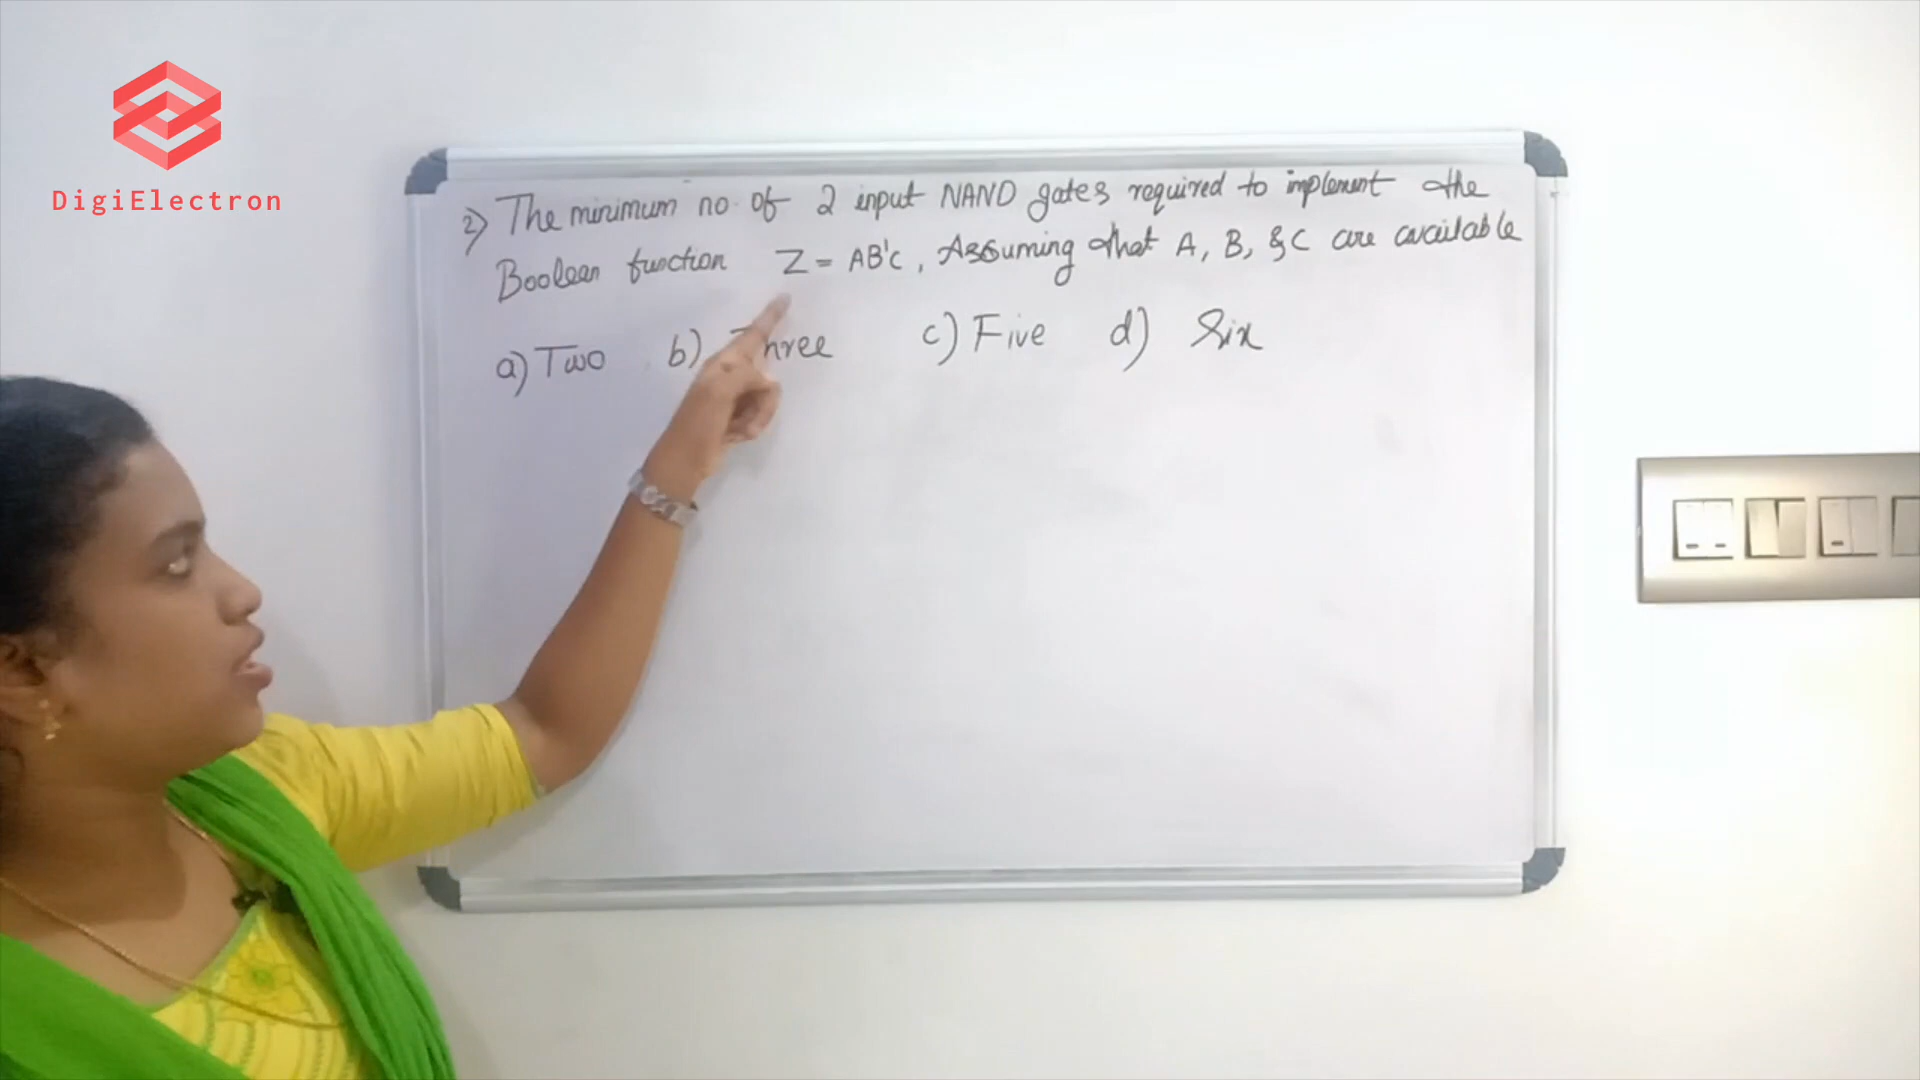 DigiElectron
2) The minimum no. of 2 input NAND gates required to implement the
Boolean function Z = AB'C, Assuming that A, B, & C are available
a) Two b) Three c) Five d) Six